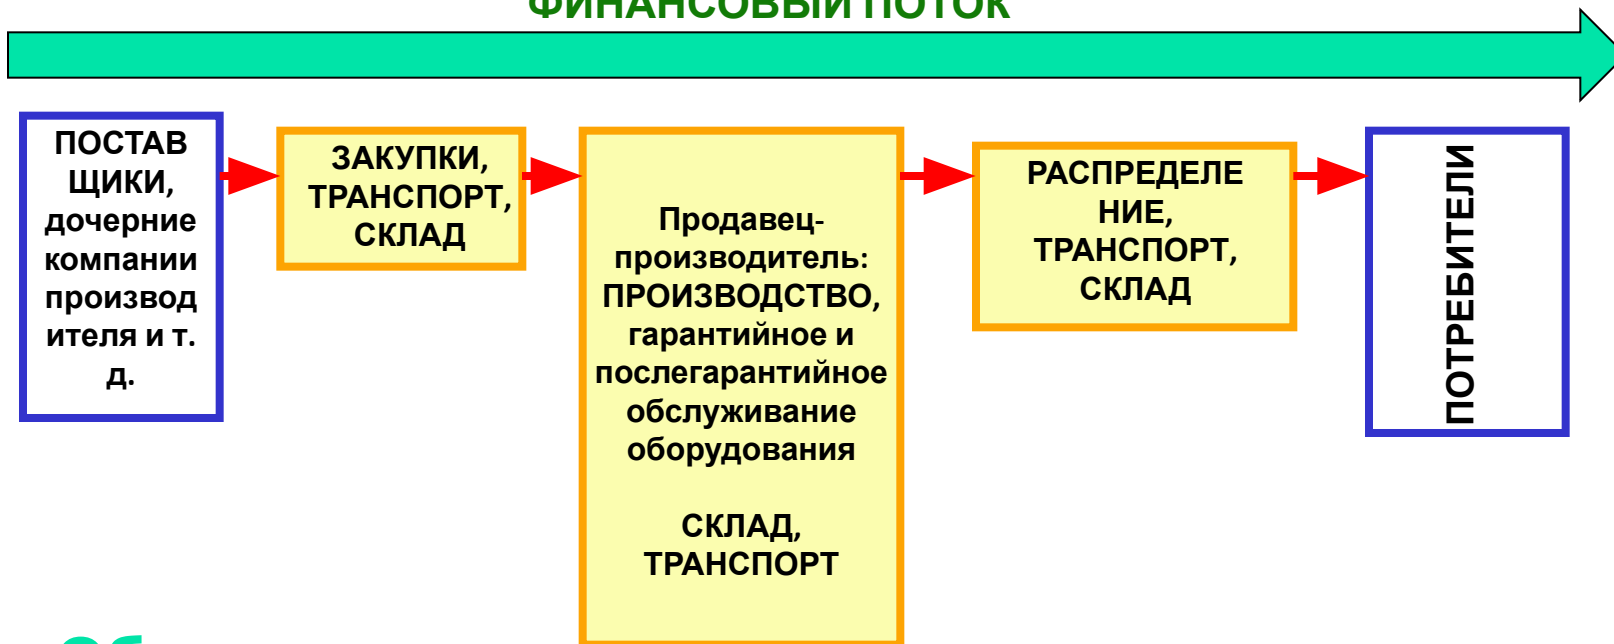 ФИНАНСОВЫЙ ПОТОК
ПОСТАВ
ЩИКИ,
дочерние
компании
производ
ителя и т.
д.
ЗАКУПКИ,
ТРАНСПОРТ,
СКЛАД
Продавец-
производитель:
ПРОИЗВОДСТВО,
гарантийное и
послегарантийное
обслуживание
оборудования
СКЛАД,
ТРАНСПОРТ
РАСПРЕДЕЛЕ
НИЕ,
ТРАНСПОРТ,
СКЛАД
ПОТРЕБИТЕЛИ